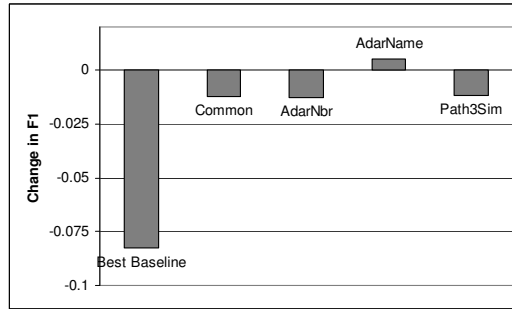 AdarName
0
Common
AdarNbr
Path3Sim
-0.025
Change in F1
-0.05
-0.075
Best Baseline
-0.1